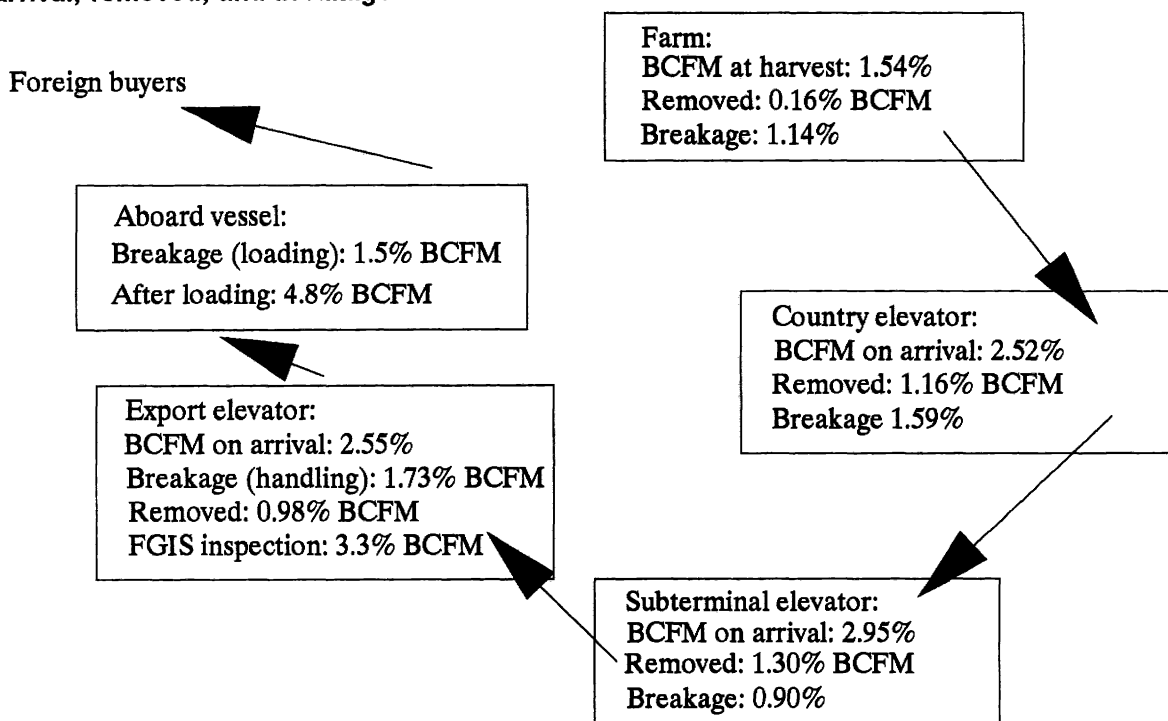 Foreign buyers
Farm:
BCFM at harvest: 1.54%
Removed: 0.16% BCFM
Breakage: 1.14%
Aboard vessel:
Breakage (loading): 1.5% BCFM
After loading: 4.8% BCFM
Country elevator:
BCFM on arrival: 2.52%
Removed: 1.16% BCFM
Breakage 1.59%
Export elevator:
BCFM on arrival: 2.55%
Breakage (handling): 1.73% BCFM
Removed: 0.98% BCFM
FGIS inspection: 3.3% BCFM
Subterminal elevator:
BCFM on arrival: 2.95%
Removed: 1.30% BCFM
Breakage: 0.90%